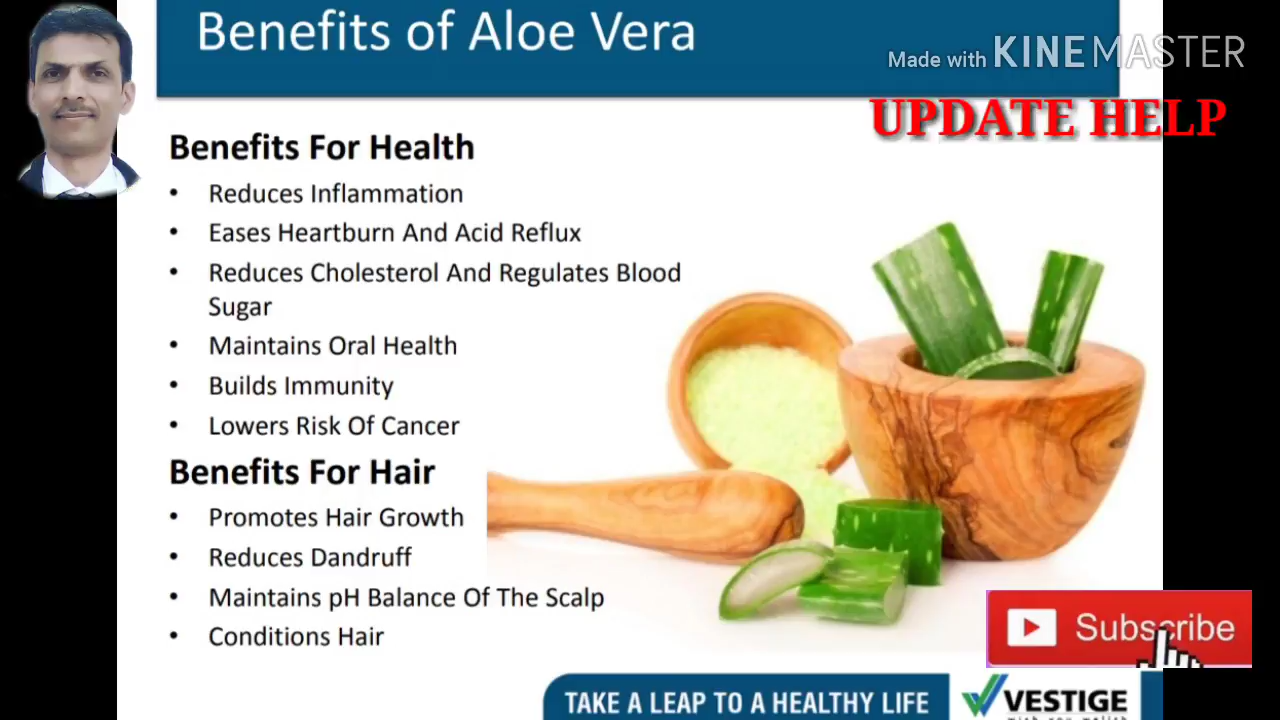 Benefits of Aloe Vera
Made with KINEMASTER
UPDATE HELP
Benefits For Health
• Reduces Inflammation
• Eases Heartburn And Acid Reflux
• Reduces Cholesterol And Regulates Blood
Sugar
• Maintains Oral Health
• Builds Immunity
• Lowers Risk Of Cancer
Benefits For Hair
• Promotes Hair Growth
• Reduces Dandruff
• Maintains pH Balance Of The Scalp
• Conditions Hair
Subscribe
TAKE A LEAP TO A HEALTHY LIFE
VESTIGE